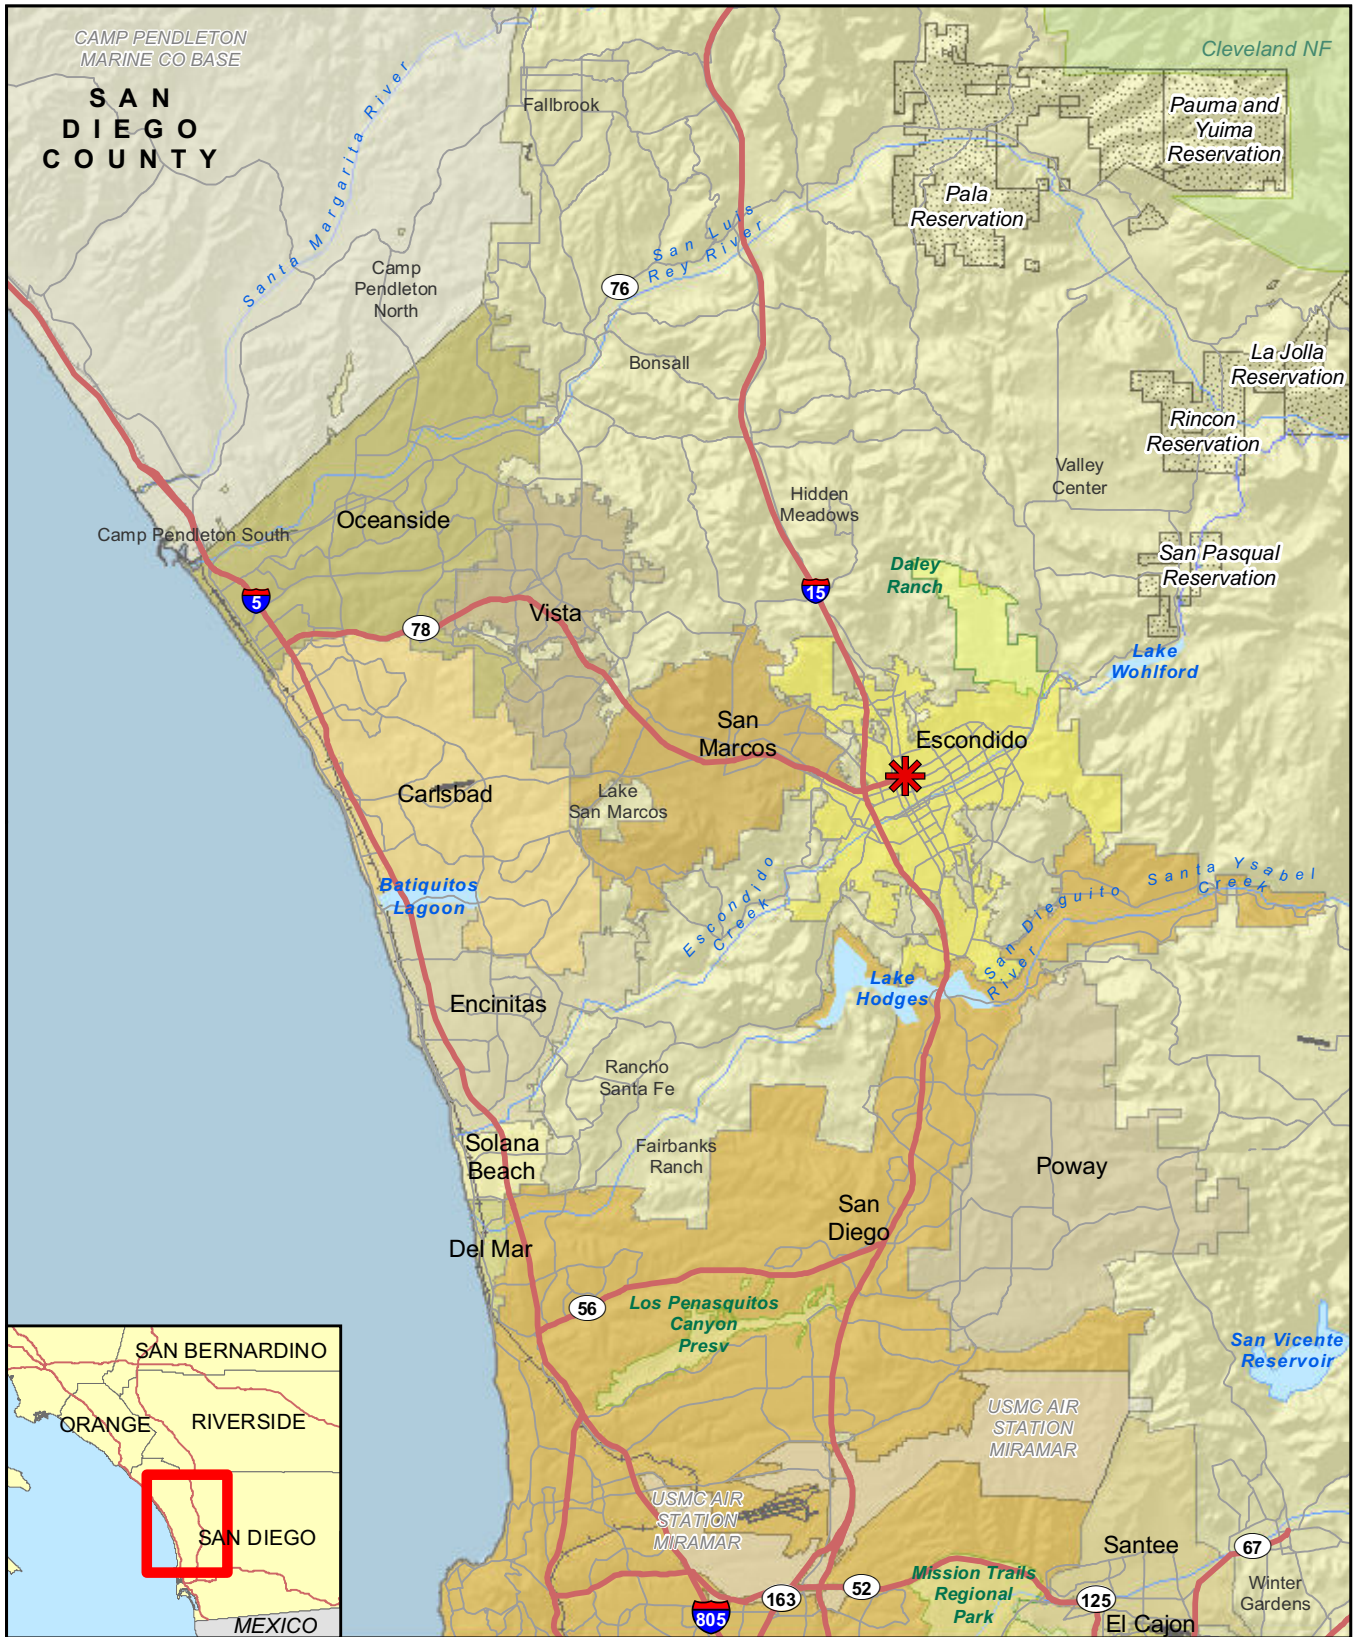 CAMP PENDLETON
MARINE CO BASE
SAN
DIEGO
COUNTY
Santa Margarita River
Fallbrook
Cleveland NF
Pauma and
Yuima
Reservation
Pala
Reservation
San Luis
Rey River
Camp
Pendleton
North
76
Bonsall
La Jolla
Reservation
Rincon
Reservation
Valley
Center
Hidden
Meadows
Oceanside
Camp Pendleton South
San Pasqual
Reservation
Daley
Ranch
5
15
78
Vista
Lake
Wohlford
San
Marcos
Escondido
Carlsbad
Lake
San Marcos
Batiquitos
Lagoon
Escondido
Creek
Santa Ysabel
Creek
San Dieguito
River
Lake
Hodges
Encinitas
Rancho
Santa Fe
Solana
Beach
Fairbanks
Ranch
Poway
San
Diego
Del Mar
56
Los Penasquitos
Canyon
Presv
San Vicente
Reservoir
USMC AIR
STATION
MIRAMAR
USMC AIR
STATION
MIRAMAR
Santee
67
Mission Trails
Regional
Park
52
163
125
805
Winter
Gardens
El Cajon
SAN BERNARDINO
ORANGE
RIVERSIDE
SAN DIEGO
MEXICO